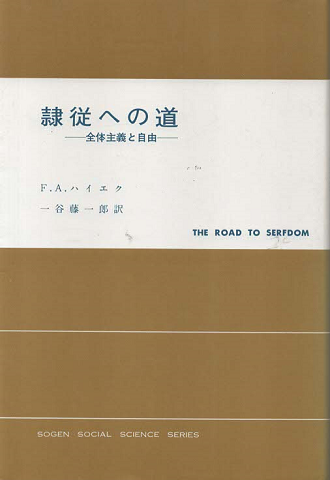 隷従への道
──全体主義と自由──
F.A.ハイエク
一谷藤一郎訳
THE ROAD TO SERFDOM
SOGEN SOCIAL SCIENCE SERIES